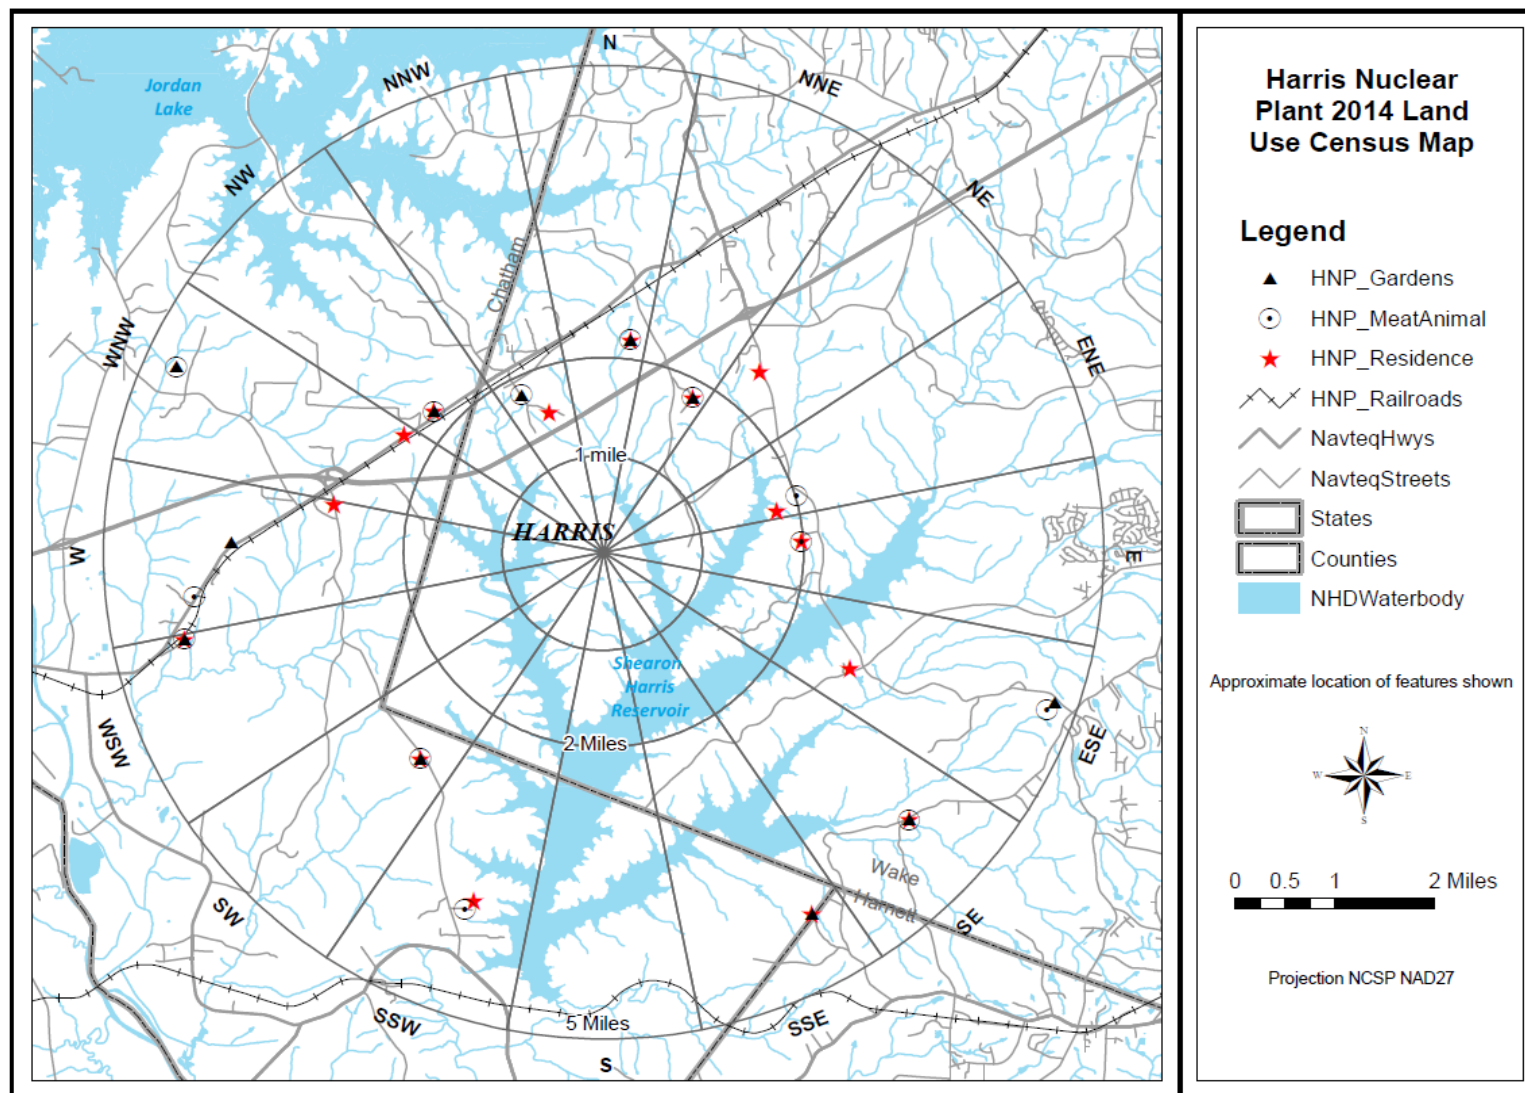 N
NNW
NNE
Jordan
Lake
NW
NE
Chatham
WNW
ENE
1 mile
HARRIS
W
E
Shearon
Harris
Reservoir
2 Miles
WSW
ESE
Wake
Harnett
SW
SE
SSW
5 Miles
SSE
S
Harris Nuclear
Plant 2014 Land
Use Census Map
Legend
HNP_Gardens
HNP_MeatAnimal
HNP_Residence
HNP_Railroads
NavteqHwys
NavteqStreets
States
Counties
NHDWaterbody
Approximate location of features shown
N
W E
S
0 0.5 1 2 Miles
Projection NCSP NAD27